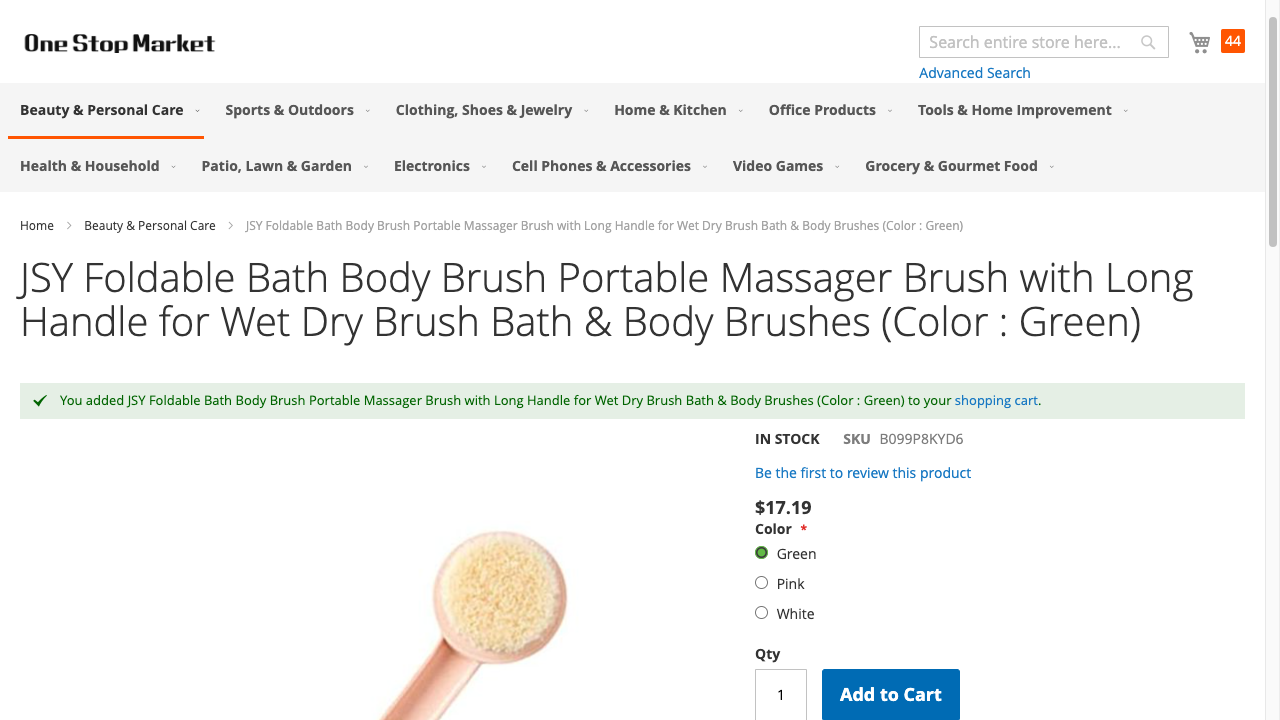 One Stop Market
Search entire store here...
44
Advanced Search
Beauty & Personal Care
Sports & Outdoors
Clothing, Shoes & Jewelry
Home & Kitchen
Office Products
Tools & Home Improvement
Health & Household
Patio, Lawn & Garden
Electronics
Cell Phones & Accessories
Video Games
Grocery & Gourmet Food
Home
Beauty & Personal Care
JSY Foldable Bath Body Brush Portable Massager Brush with Long Handle for Wet Dry Brush Bath & Body Brushes (Color : Green)
JSY Foldable Bath Body Brush Portable Massager Brush with Long
Handle for Wet Dry Brush Bath & Body Brushes (Color : Green)
You added JSY Foldable Bath Body Brush Portable Massager Brush with Long Handle for Wet Dry Brush Bath & Body Brushes (Color : Green) to your shopping cart.
IN STOCK SKU B099P8KYD6
Be the first to review this product
$17.19
Color *
Green
Pink
White
Qty
1
Add to Cart